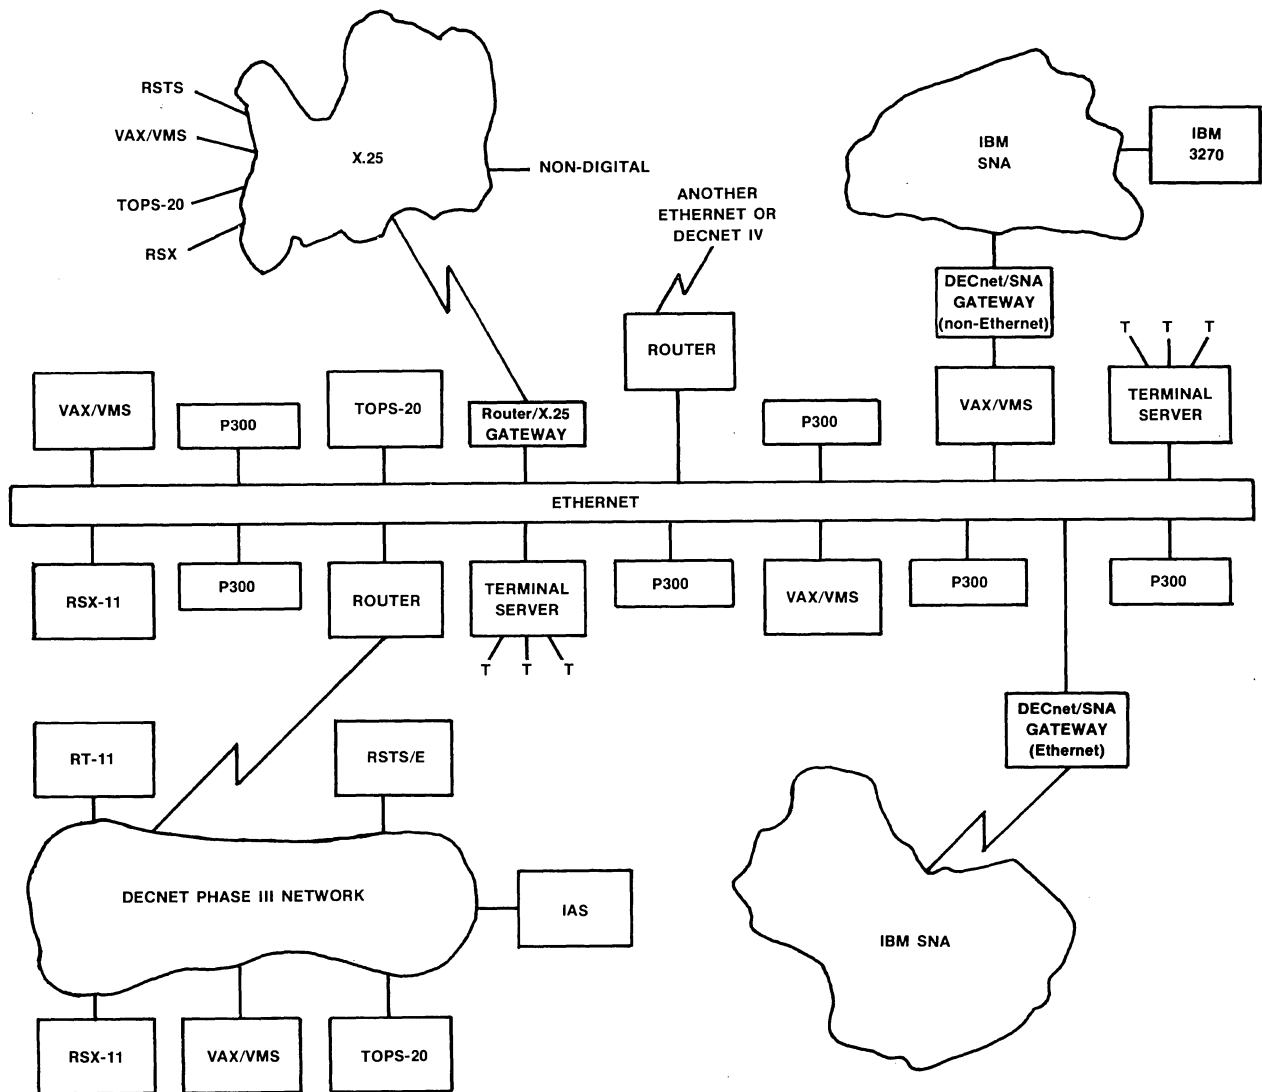 RSTS
VAX/VMS
TOPS-20
RSX
X.25
NON-DIGITAL
ANOTHER
ETHERNET OR
DECNET IV
IBM
SNA
IBM
3270
DECnet/SNA
GATEWAY
(non-Ethernet)
T T T
ROUTER
VAX/VMS
P300
TOPS-20
Router/X.25
GATEWAY
P300
VAX/VMS
TERMINAL
SERVER
ETHERNET
RSX-11
P300
ROUTER
TERMINAL
SERVER
T T T
P300
VAX/VMS
P300
P300
DECnet/SNA
GATEWAY
(Ethernet)
RT-11
RSTS/E
DECNET PHASE III NETWORK
IAS
IBM SNA
RSX-11
VAX/VMS
TOPS-20